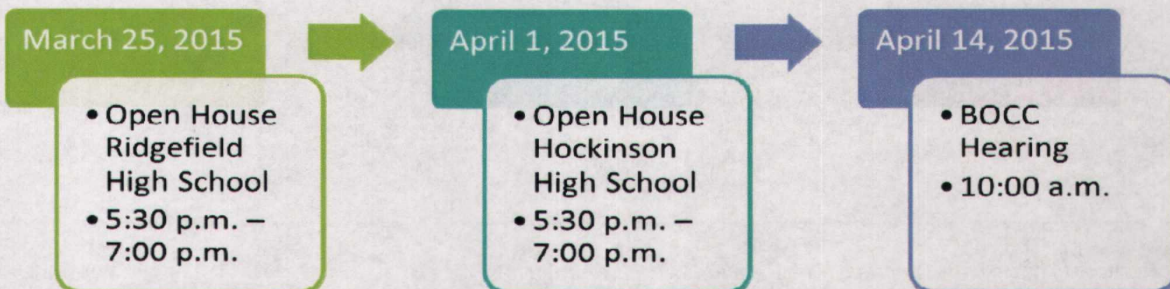 March 25, 2015
• Open House
Ridgefield
High School
• 5:30 p.m. –
7:00 p.m.
April 1, 2015
• Open House
Hockinson
High School
• 5:30 p.m. –
7:00 p.m.
April 14, 2015
• BOCC
Hearing
• 10:00 a.m.